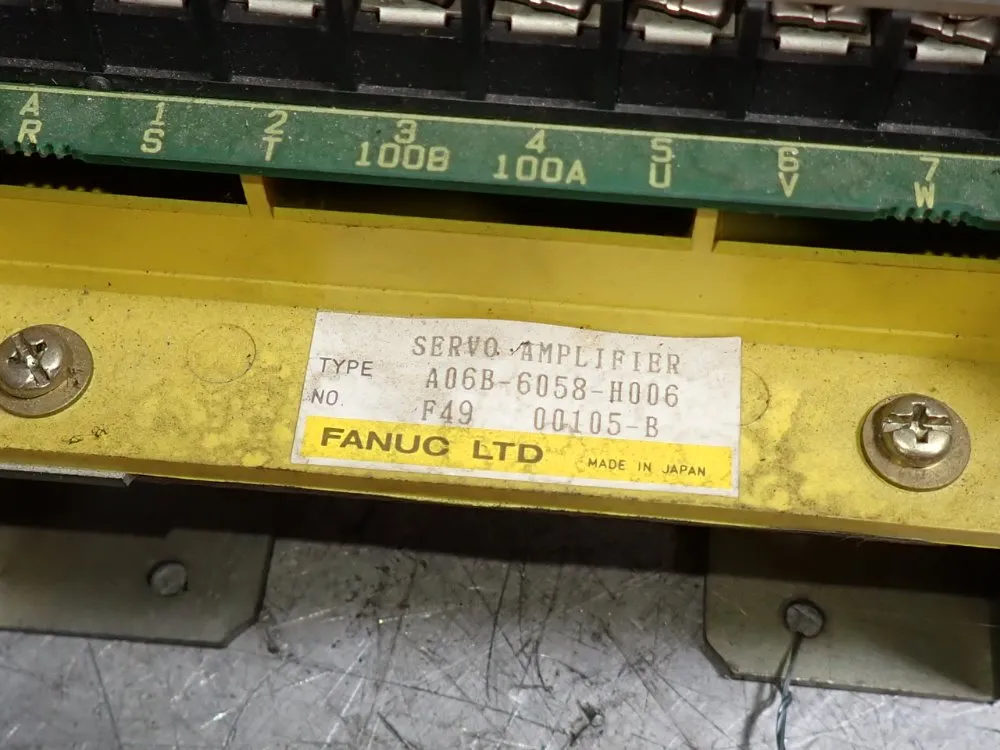 A 1 2 3 4 5 6 7
R S T 100B 100A U V W
SERVO AMPLIFIER
TYPE A06B-6058-H006
NO. F49 00105-B
FANUC LTD MADE IN JAPAN